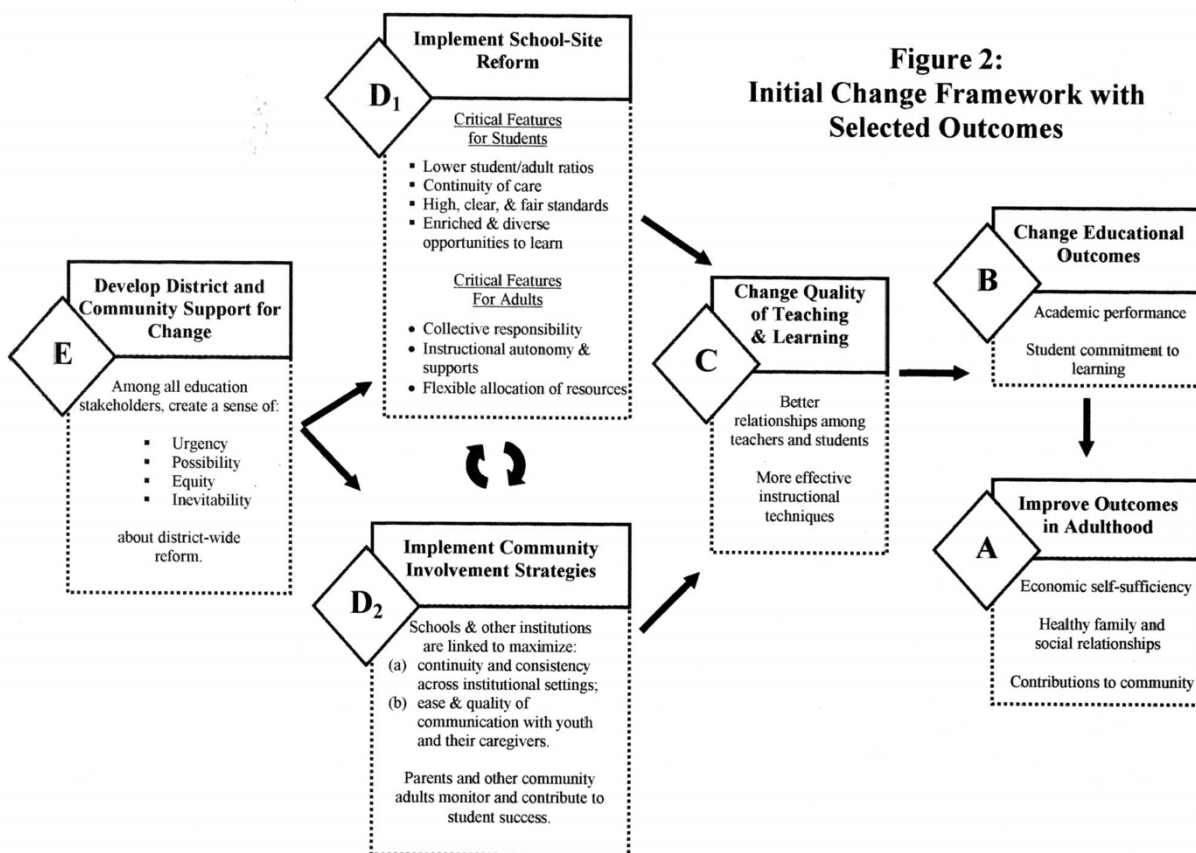 Figure 2:
Initial Change Framework with
Selected Outcomes
E
Develop District and
Community Support for
Change
Among all education
stakeholders, create a sense of:
▪ Urgency
▪ Possibility
▪ Equity
▪ Inevitability
about district-wide
reform.
D₁
Implement School-Site
Reform
Critical Features
for Students
▪ Lower student/adult ratios
▪ Continuity of care
▪ High, clear, & fair standards
▪ Enriched & diverse
opportunities to learn
Critical Features
For Adults
• Collective responsibility
• Instructional autonomy &
supports
• Flexible allocation of resources
D₂
Implement Community
Involvement Strategies
Schools & other institutions
are linked to maximize:
(a) continuity and consistency
across institutional settings;
(b) ease & quality of
communication with youth
and their caregivers.
Parents and other community
adults monitor and contribute to
student success.
C
Change Quality
of Teaching
& Learning
Better
relationships among
teachers and students
More effective
instructional
techniques
B
Change Educational
Outcomes
Academic performance
Student commitment to
learning
A
Improve Outcomes
in Adulthood
Economic self-sufficiency
Healthy family and
social relationships
Contributions to community